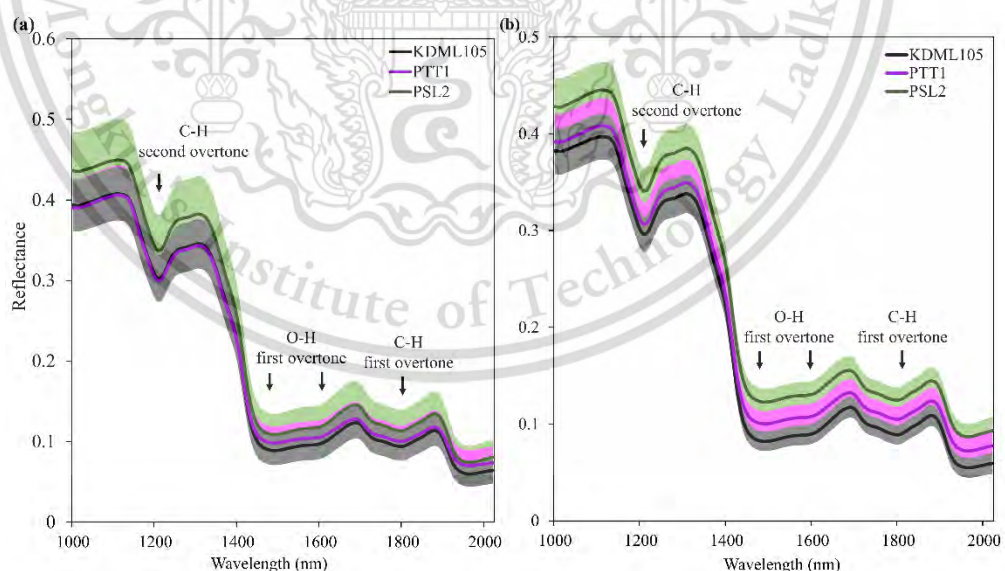 (a)
0.6
0.5
0.4
0.3
0.2
0.1
0
Reflectance
KDML105
PTT1
PSL2
C-H
second overtone
O-H
first overtone
C-H
first overtone
1000 1200 1400 1600 1800 2000
Wavelength (nm)
(b)
0.5
0.4
0.3
0.2
0.1
0
KDML105
PTT1
PSL2
C-H
second overtone
O-H
first overtone
C-H
first overtone
1000 1200 1400 1600 1800 2000
Wavelength (nm)
Institute of Technology